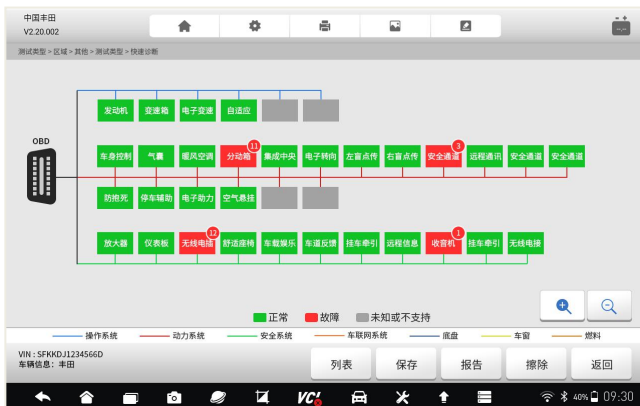 中国丰田
V2.20.002
--.--
测试类型 > 区域 > 其他 > 测试类型 > 快速诊断
发动机 变速箱 电子变速 自适应
OBD
车身控制 气囊 暖风空调 分动箱 11 集成中央 电子转向 左盲点传 右盲点传 安全通道 3 远程通讯 安全通道 安全通道
防抱死 停车辅助 电子助力 空气悬挂
放大器 仪表板 无线电插 12 舒适座椅 车载娱乐 车道反馈 挂车牵引 远程信息 收音机 1 挂车牵引 无线电接
正常 故障 未知或不支持
操作系统 动力系统 安全系统 车联网系统 底盘 车窗 燃料
VIN : SFKKDJ1234566D
车辆信息：丰田
列表 保存 报告 擦除 返回
VCI 40% 09:30